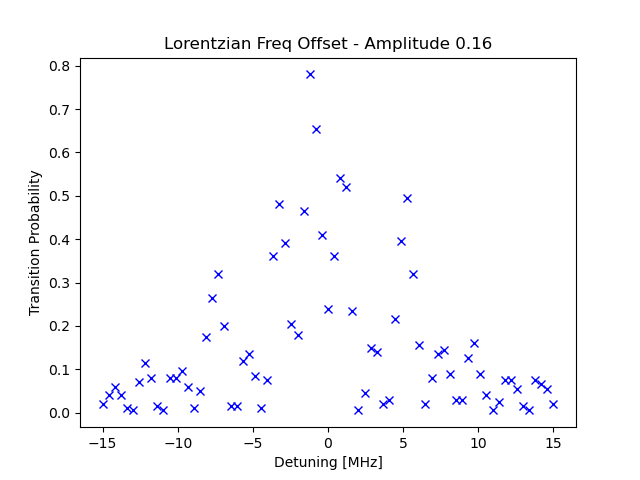 Lorentzian Freq Offset - Amplitude 0.16
Transition Probability
0.8
0.7
0.6
0.5
0.4
0.3
0.2
0.1
0.0
−15 −10 −5 0 5 10 15
Detuning [MHz]